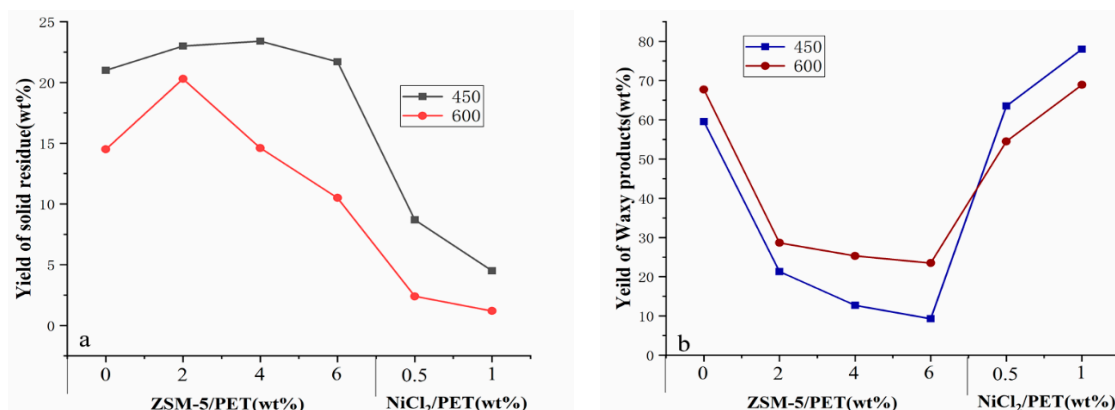 Yield of solid residue(wt%)
25
20
15
10
5
0
450
600
a
0 2 4 6 0.5 1
ZSM-5/PET(wt%) NiCl₂/PET(wt%)
Yeild of Waxy products(wt%)
80
70
60
50
40
30
20
10
0
450
600
b
0 2 4 6 0.5 1
ZSM-5/PET(wt%) NiCl₂/PET(wt%)